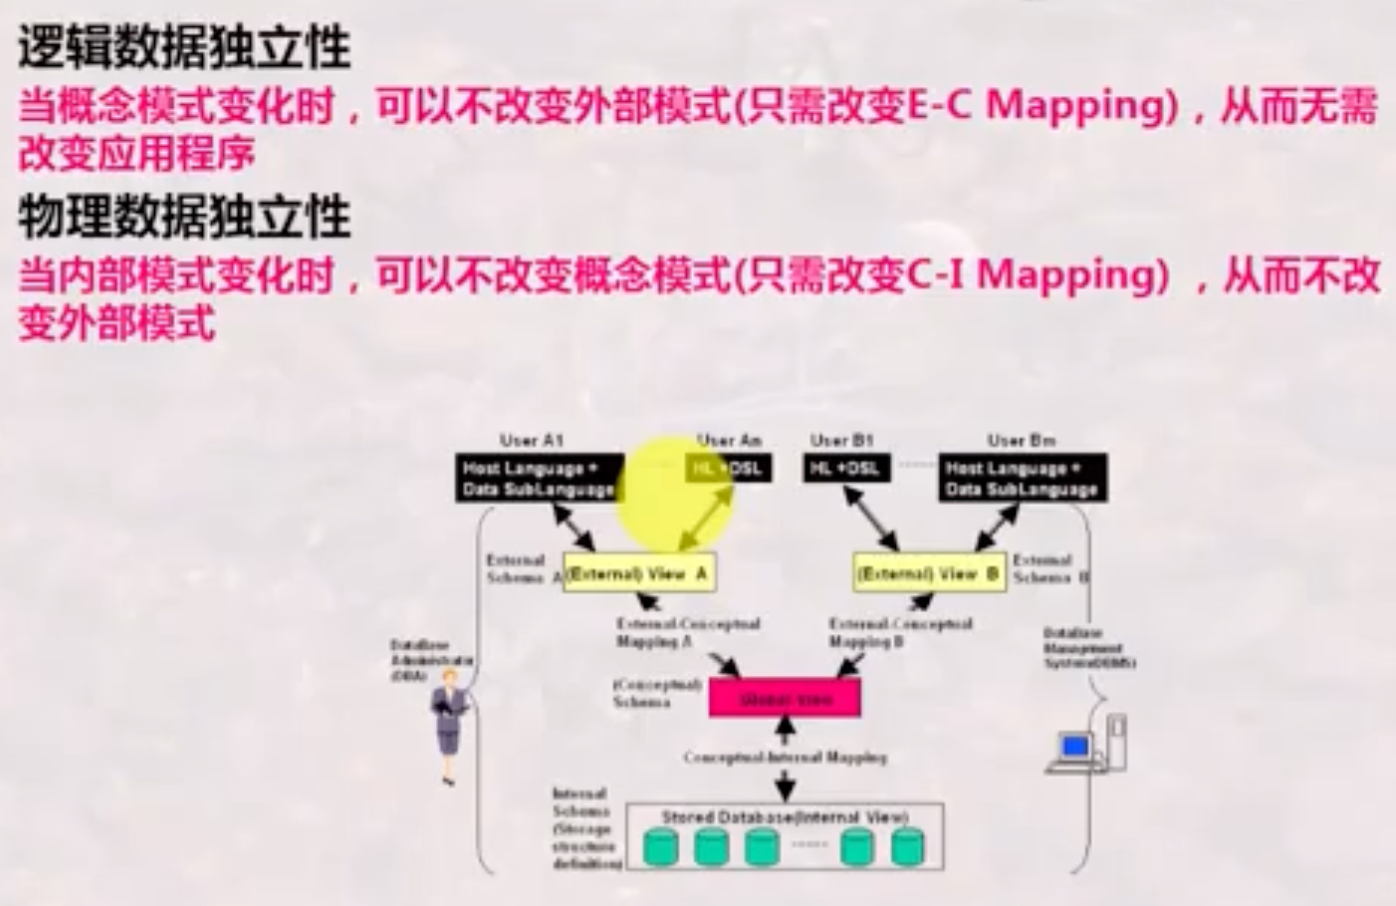 逻辑数据独立性
当概念模式变化时，可以不改变外部模式(只需改变E-C Mapping)，从而无需
改变应用程序
物理数据独立性
当内部模式变化时，可以不改变概念模式(只需改变C-I Mapping) ，从而不改
变外部模式
User A1
User An
User B1
User Bm
Host Language +
Data SubLanguage
HL +DSL
HL +DSL
Host Language +
Data SubLanguage
External
Schema A
(External) View A
(External) View B
External
Schema B
External-Conceptual
Mapping A
External-Conceptual
Mapping B
DataBase
Administrator
(DBA)
DataBase
Management
System(DBMS)
(Conceptual)
Schema
Global View
Conceptual-Internal Mapping
Internal
Schema
(Storage
structure
definition)
Stored Database(Internal View)